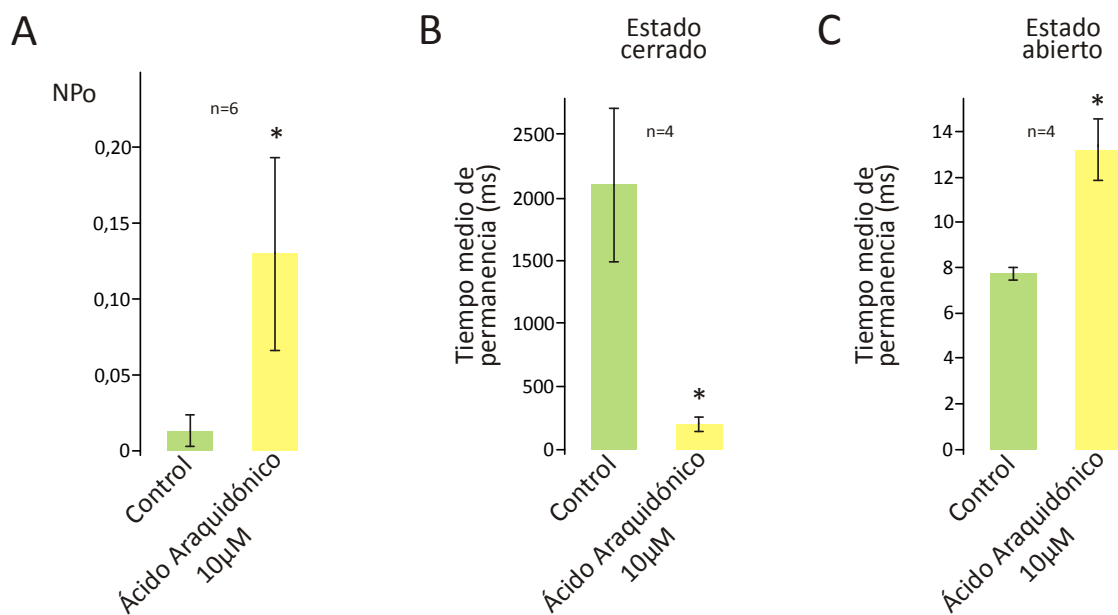 A
NPo
n=6
*
0,20
0,15
0,10
0,05
0
Control
Ácido Araquidónico
10µM
B
Estado
cerrado
Tiempo medio de
permanencia (ms)
n=4
2500
2000
1500
1000
500
0
*
Control
Ácido Araquidónico
10µM
C
Estado
abierto
Tiempo medio de
permanencia (ms)
n=4
*
14
12
10
8
6
4
2
0
Control
Ácido Araquidónico
10µM